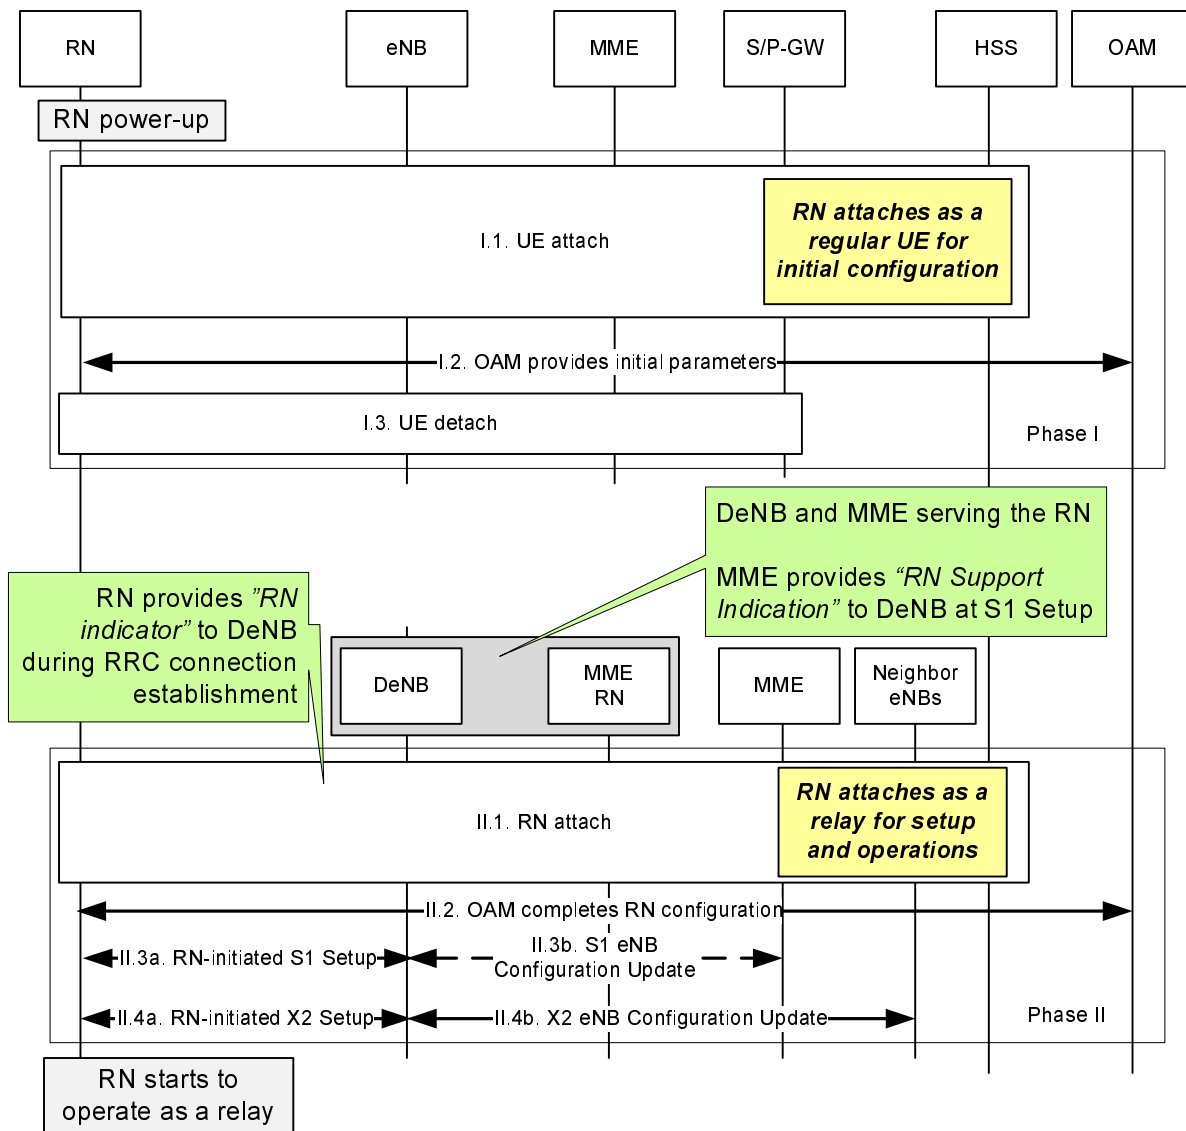 RN
eNB
MME
S/P-GW
HSS
OAM
RN power-up
I.1. UE attach
RN attaches as a
regular UE for
initial configuration
I.2. OAM provides initial parameters
I.3. UE detach
Phase I
DeNB and MME serving the RN
MME provides “RN Support
Indication” to DeNB at S1 Setup
RN provides ”RN
indicator” to DeNB
during RRC connection
establishment
DeNB
MME
RN
MME
Neighbor
eNBs
II.1. RN attach
RN attaches as a
relay for setup
and operations
II.2. OAM completes RN configuration
II.3a. RN-initiated S1 Setup
II.3b. S1 eNB
Configuration Update
II.4a. RN-initiated X2 Setup
II.4b. X2 eNB Configuration Update
Phase II
RN starts to
operate as a relay